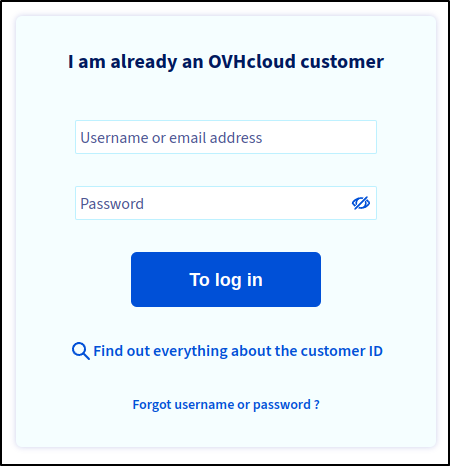 I am already an OVHcloud customer
Username or email address
Password
To log in
Find out everything about the customer ID
Forgot username or password ?